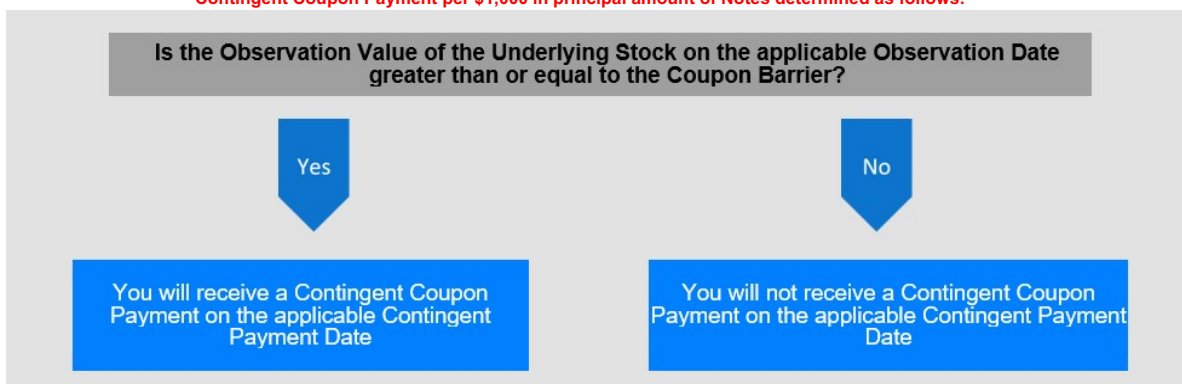 Contingent Coupon Payment per $1,000 in principal amount of Notes determined as follows:
Is the Observation Value of the Underlying Stock on the applicable Observation Date
greater than or equal to the Coupon Barrier?
Yes
No
You will receive a Contingent Coupon
Payment on the applicable Contingent
Payment Date
You will not receive a Contingent Coupon
Payment on the applicable Contingent Payment
Date